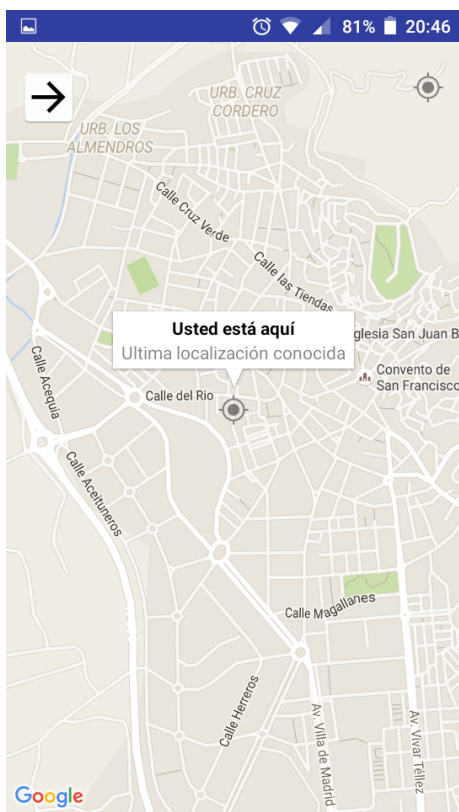 81% 20:46
URB. CRUZ
CORDERO
URB. LOS
ALMENDROS
Calle Cruz Verde
Calle las Tiendas
Usted está aquí
Ultima localización conocida
glesia San Juan B
Convento de
San Francisco
Calle Acequia
Calle del Rio
Calle Aceituneros
Calle Magallanes
Calle Herreros
Av. Villa de Madrid
Av. Vivar Téllez
Google